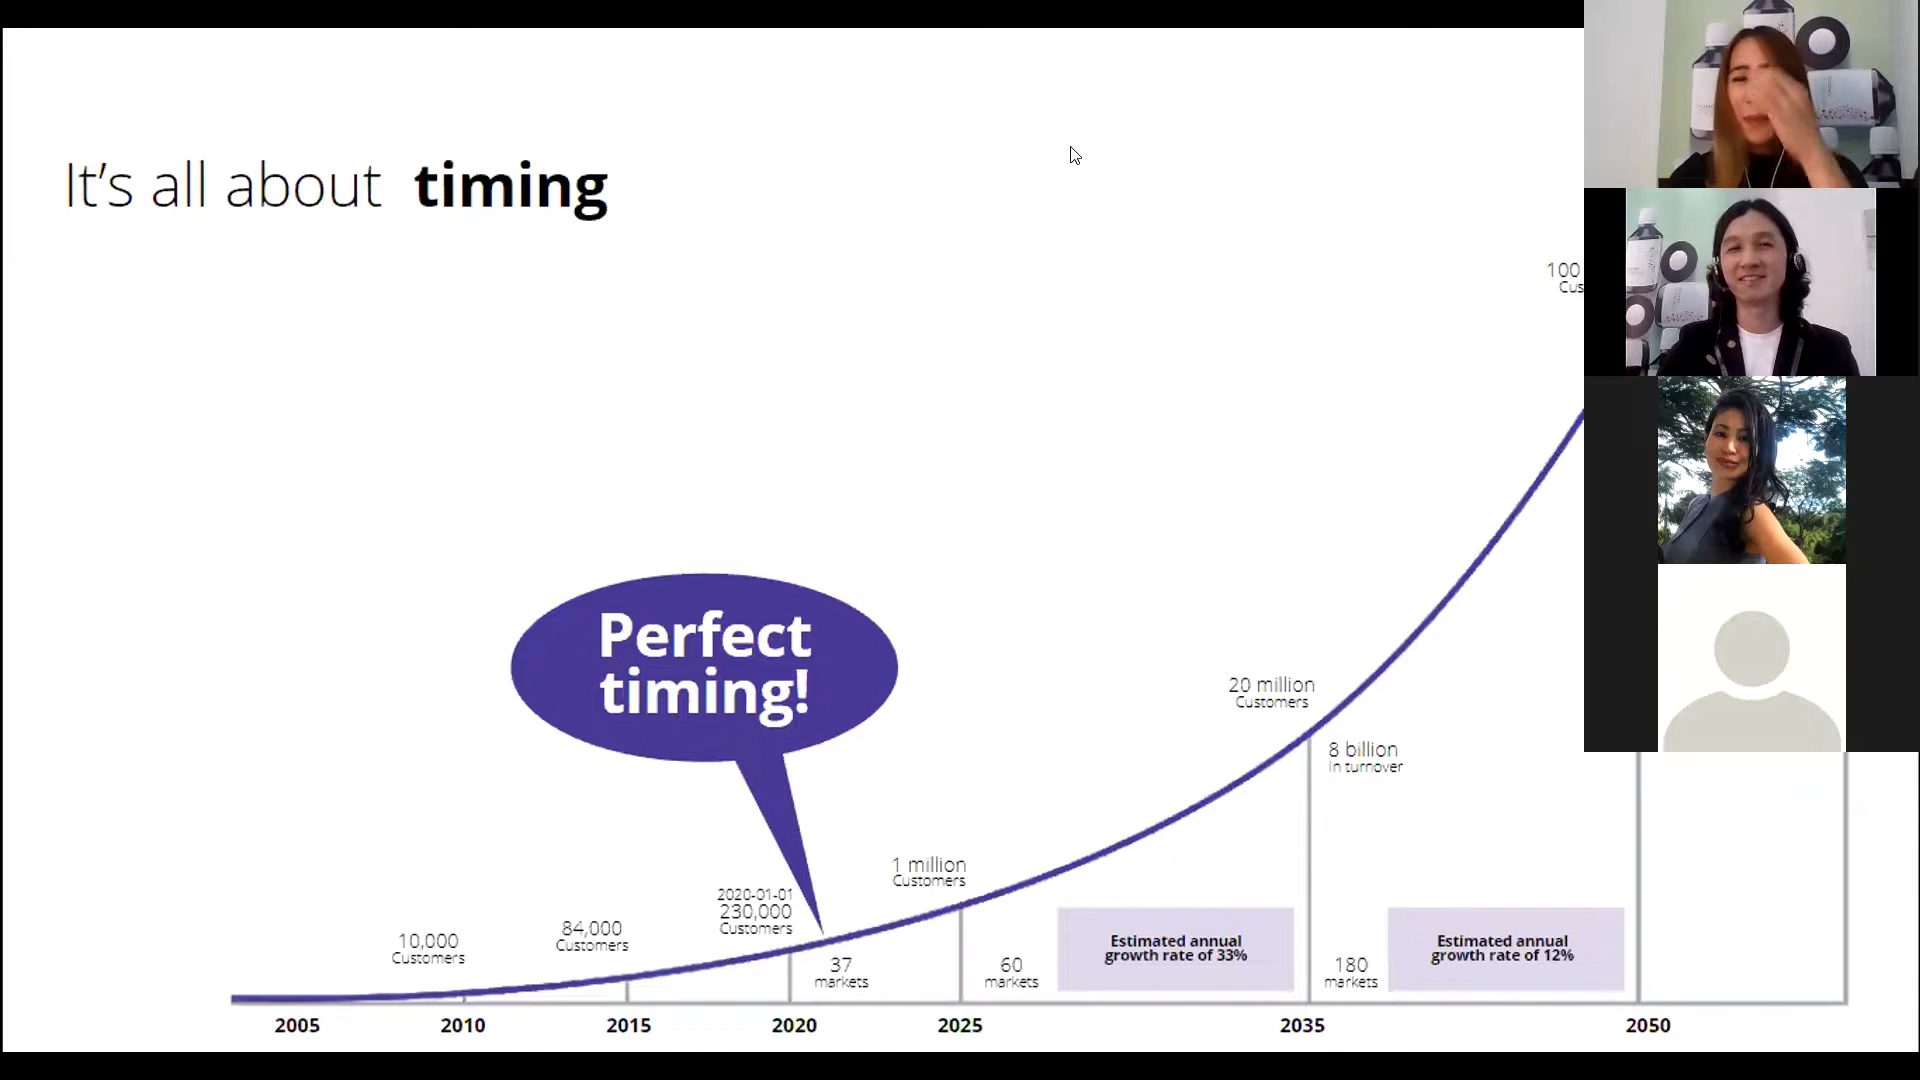 It's all about timing
100
Cus
Perfect
timing!
20 million
Customers
8 billion
In turnover
1 million
Customers
2020-01-01
230,000
Customers
84,000
Customers
10,000
Customers
37
markets
60
markets
Estimated annual
growth rate of 33%
180
markets
Estimated annual
growth rate of 12%
2005 2010 2015 2020 2025 2035 2050